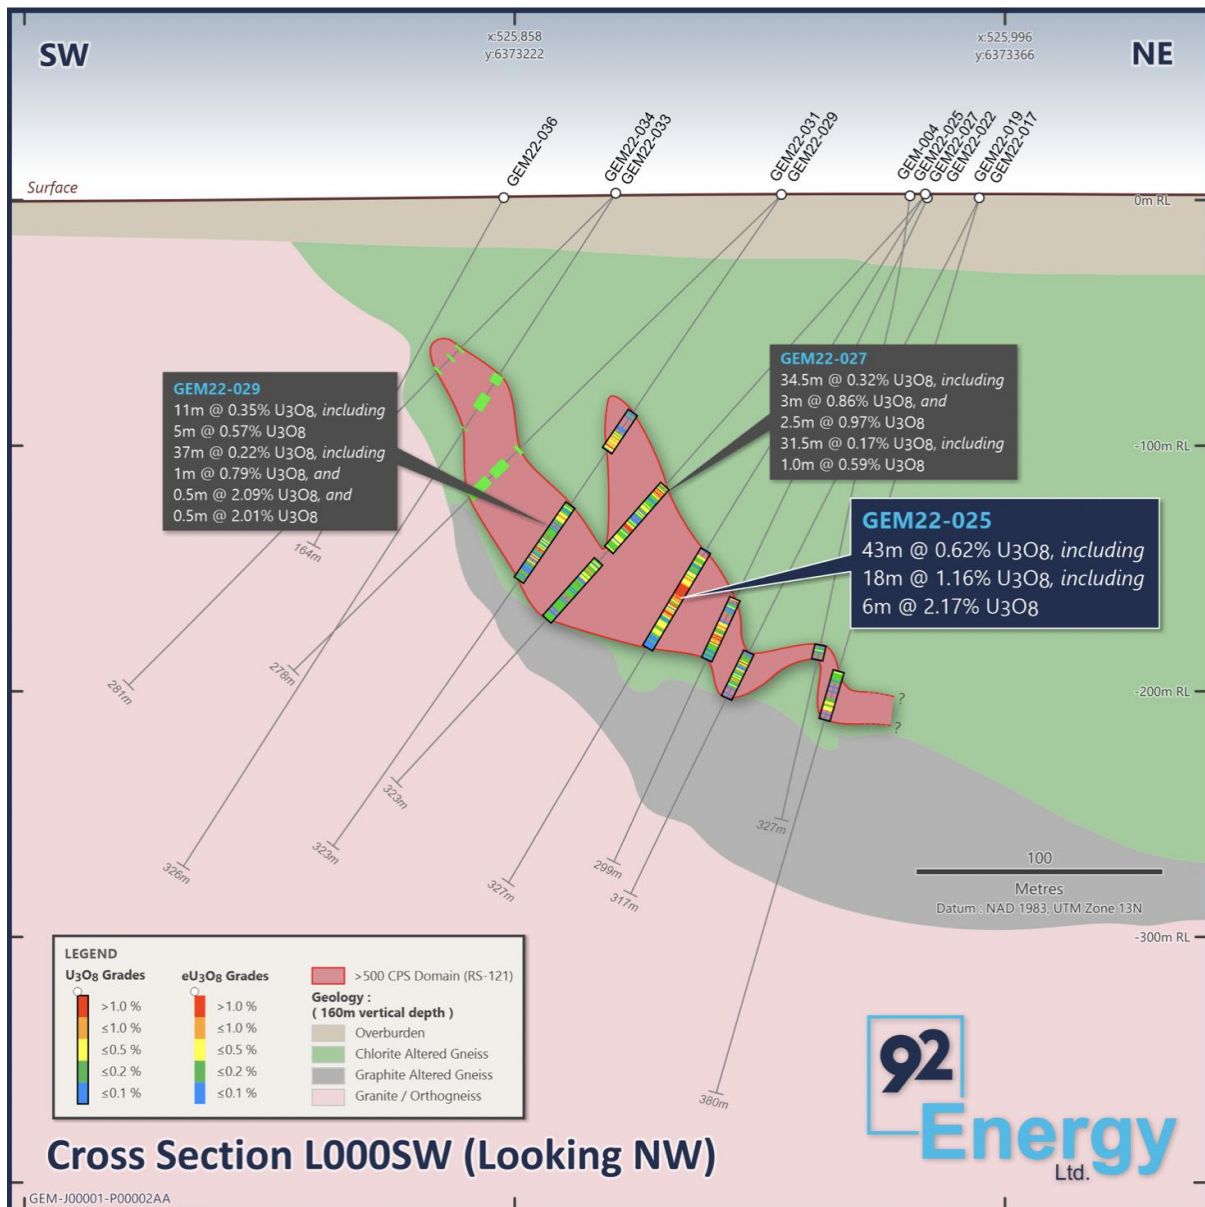 SW
x:525,858
y:6373222
x:525,996
y:6373366
NE
GEM22-036
GEM22-034
GEM22-033
GEM22-031
GEM22-029
GEM-004
GEM22-025
GEM22-027
GEM22-022
GEM22-019
GEM22-017
Surface
0m RL
-100m RL
-200m RL
-300m RL
GEM22-029
11m @ 0.35% U3O8, including
5m @ 0.57% U3O8
37m @ 0.22% U3O8, including
1m @ 0.79% U3O8, and
0.5m @ 2.09% U3O8, and
0.5m @ 2.01% U3O8
GEM22-027
34.5m @ 0.32% U3O8, including
3m @ 0.86% U3O8, and
2.5m @ 0.97% U3O8
31.5m @ 0.17% U3O8, including
1.0m @ 0.59% U3O8
GEM22-025
43m @ 0.62% U3O8, including
18m @ 1.16% U3O8, including
6m @ 2.17% U3O8
164m
281m
278m
326m
323m
323m
327m
299m
317m
327m
380m
?
?
100
Metres
Datum : NAD 1983, UTM Zone 13N
LEGEND
U3O8 Grades
>1.0 %
≤1.0 %
≤0.5 %
≤0.2 %
≤0.1 %
eU3O8 Grades
>1.0 %
≤1.0 %
≤0.5 %
≤0.2 %
≤0.1 %
>500 CPS Domain (RS-121)
Geology :
( 160m vertical depth )
Overburden
Chlorite Altered Gneiss
Graphite Altered Gneiss
Granite / Orthogneiss
92
Energy
Ltd.
Cross Section L000SW (Looking NW)
GEM-J00001-P00002AA